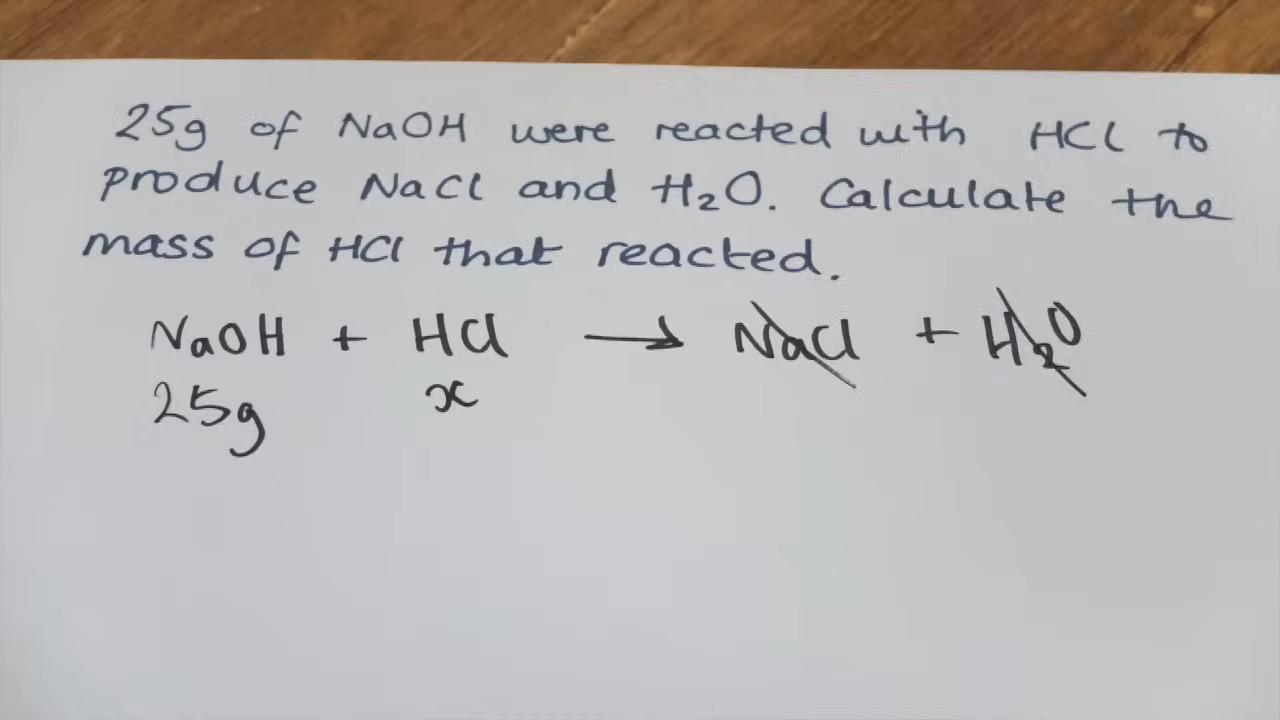 25g of NaOH were reacted with HCl to
produce NaCl and H₂O. Calculate the
mass of HCl that reacted.
NaOH + HCl → NaCl + H₂O
25g x